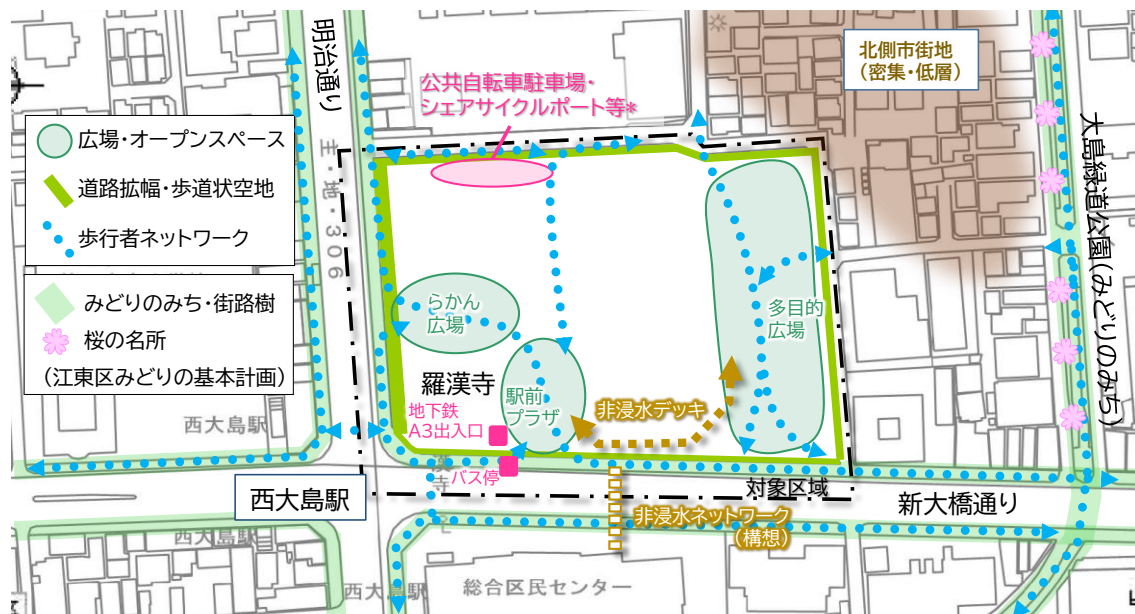 明治通り
主・地・306
公共自転車駐車場・
シェアサイクルポート等*
北側市街地
（密集・低層）
大島緑道公園(みどりのみち)
広場・オープンスペース
道路拡幅・歩道状空地
歩行者ネットワーク
みどりのみち・街路樹
桜の名所
（江東区みどりの基本計画）
らかん
広場
多目的
広場
羅漢寺
駅前
プラザ
地下鉄
A3出入口
バス停
非浸水デッキ
西大島駅
西大島駅
対象区域
新大橋通り
非浸水ネットワーク
（構想）
西大島駅
西大島駅
総合区民センター